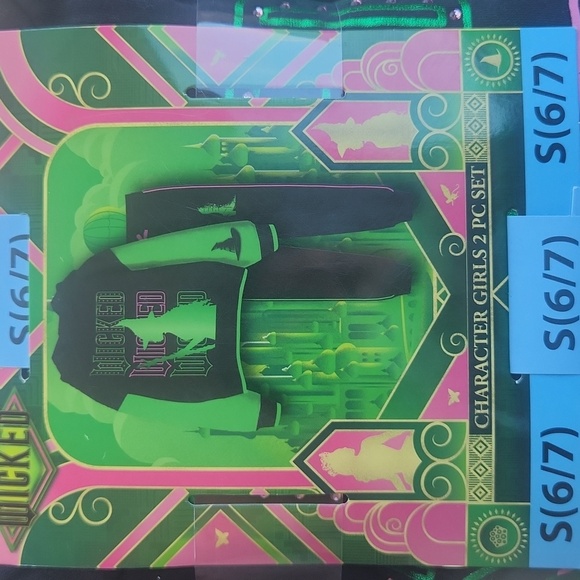 WICKED
WICKED
WICKED
WICKED
CHARACTER GIRLS 2 PC SET
S(6/7)
S(6/7)
S(6/7)
S(6/7)